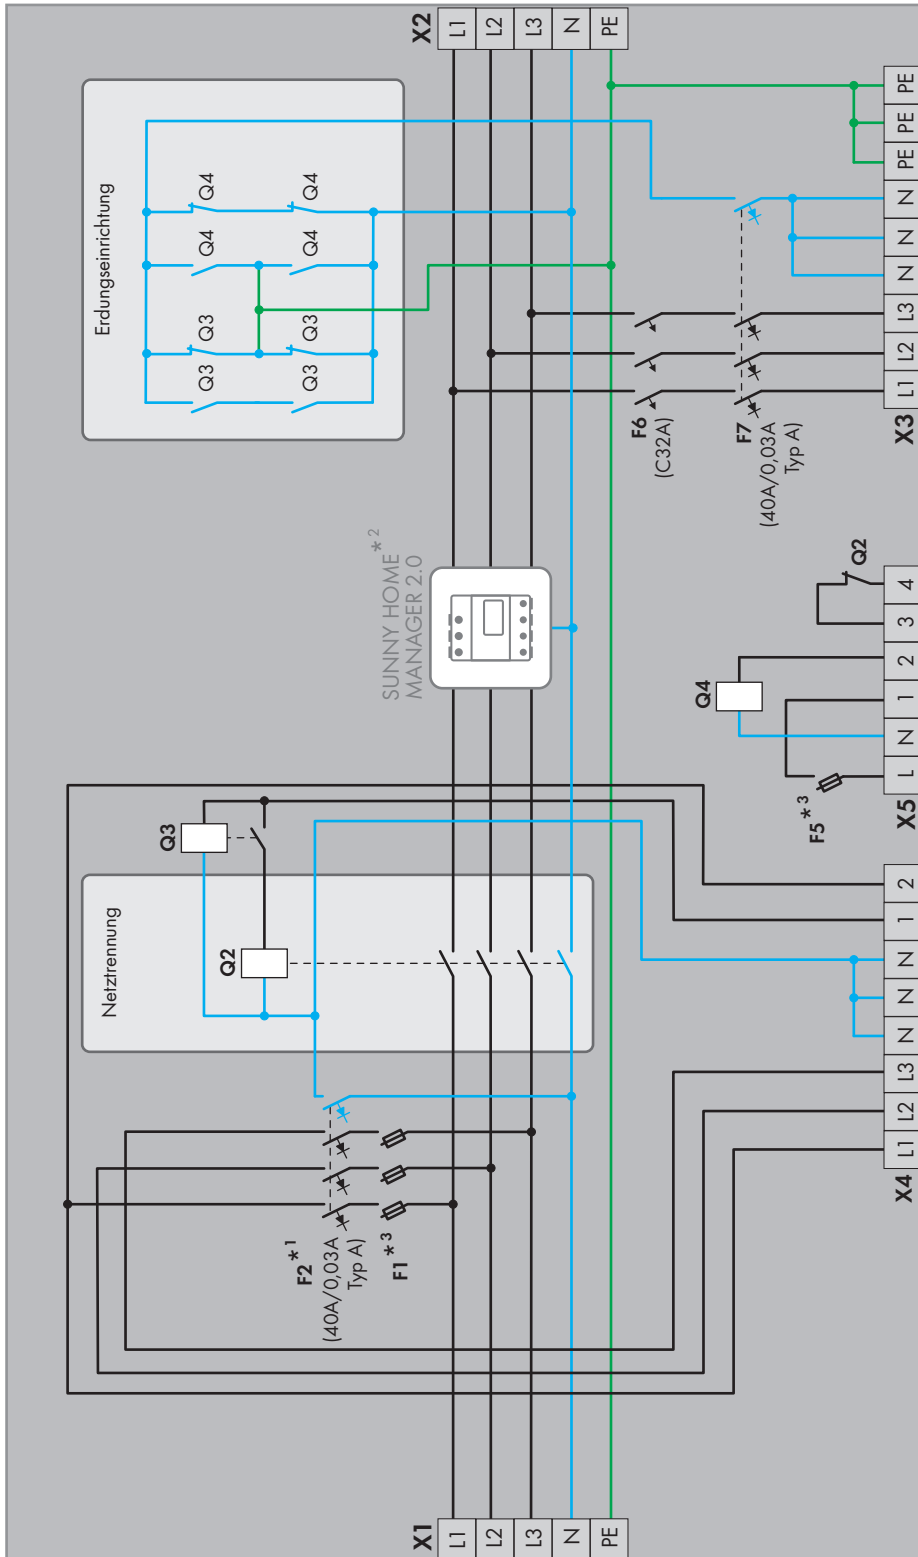 X2
L1
L2
L3
N
PE
Erdungseinrichtung
Q4
Q4
Q4
Q4
Q3
Q3
Q3
Q3
F6
(C32A)
F7
(40A/0,03A
Typ A)
X3
L1
L2
L3
N
N
N
PE
PE
PE
SUNNY HOME *2
MANAGER 2.0
Q2
Q4
F5 *3
X5
L
N
1
2
3
4
Q3
Netztrennung
Q2
F2 *1
(40A/0,03A
Typ A)
F1 *3
X4
L1
L2
L3
N
N
N
1
2
X1
L1
L2
L3
N
PE